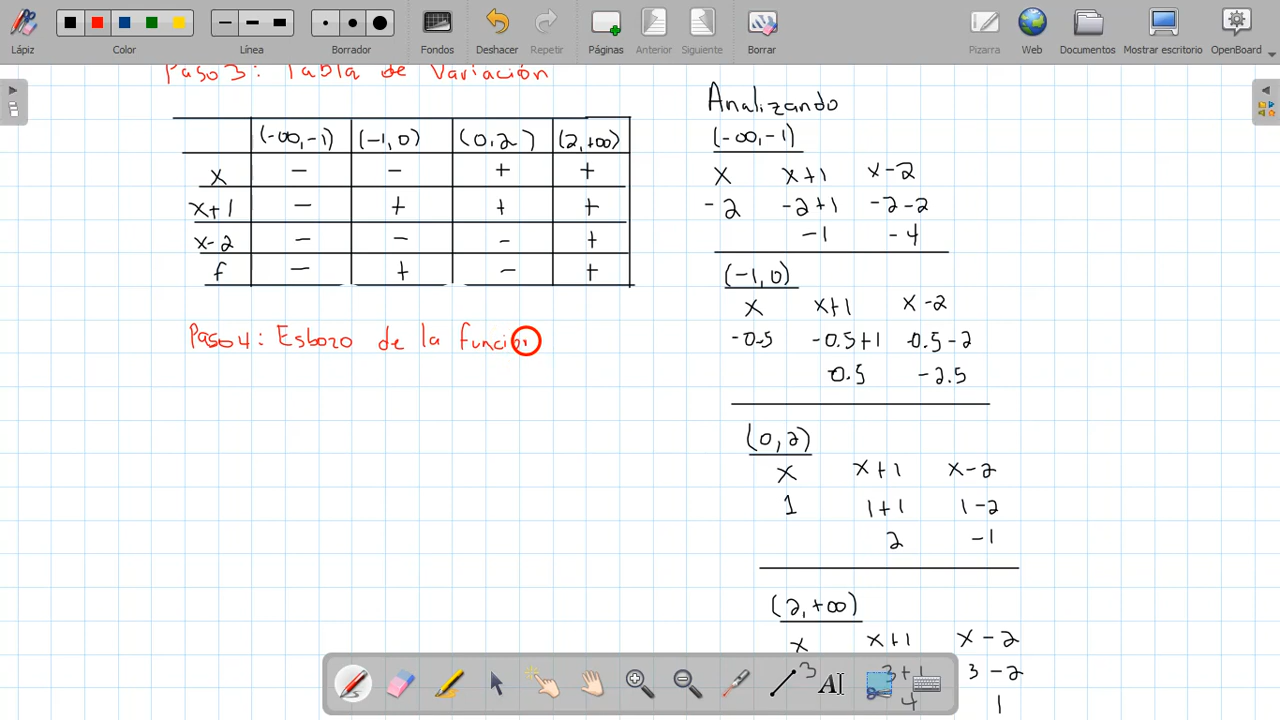 Lápiz Color Línea Borrador Fondos Deshacer Repetir Páginas Anterior Siguiente Borrar Pizarra Web Documentos Mostrar escritorio OpenBoard
Paso 3: Tabla de Variación
(-∞,-1) (-1,0) (0,2) (2,+∞)
x - - + +
x+1 - + + +
x-2 - - - +
f - + - +
Paso 4: Esbozo de la función
Analizando
(-∞,-1)
x x+1 x-2
-2 -2+1 -2-2
-1 -4
(-1,0)
x x+1 x-2
-0.5 -0.5+1 0.5-2
0.5 -2.5
(0,2)
x x+1 x-2
1 1+1 1-2
2 -1
(2,+∞)
x x+1 x-2
3 3+1 3-2
4 1